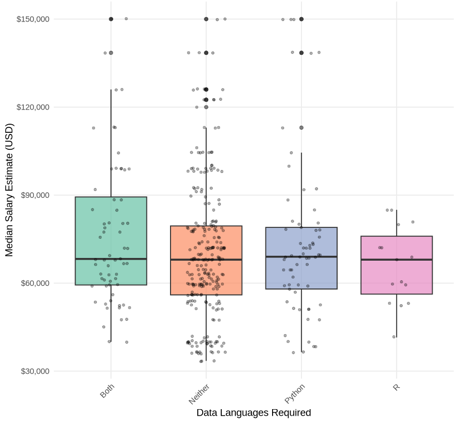 Median Salary Estimate (USD)
$150,000
$120,000
$90,000
$60,000
$30,000
Both
Neither
Python
R
Data Languages Required